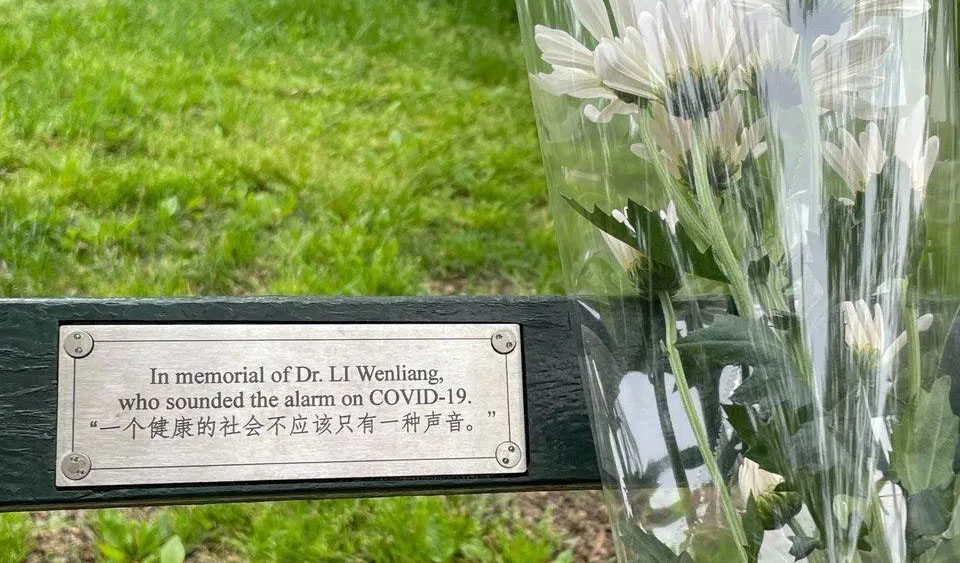 In memorial of Dr. LI Wenliang,
who sounded the alarm on COVID-19.
“一个健康的社会不应该只有一种声音。”